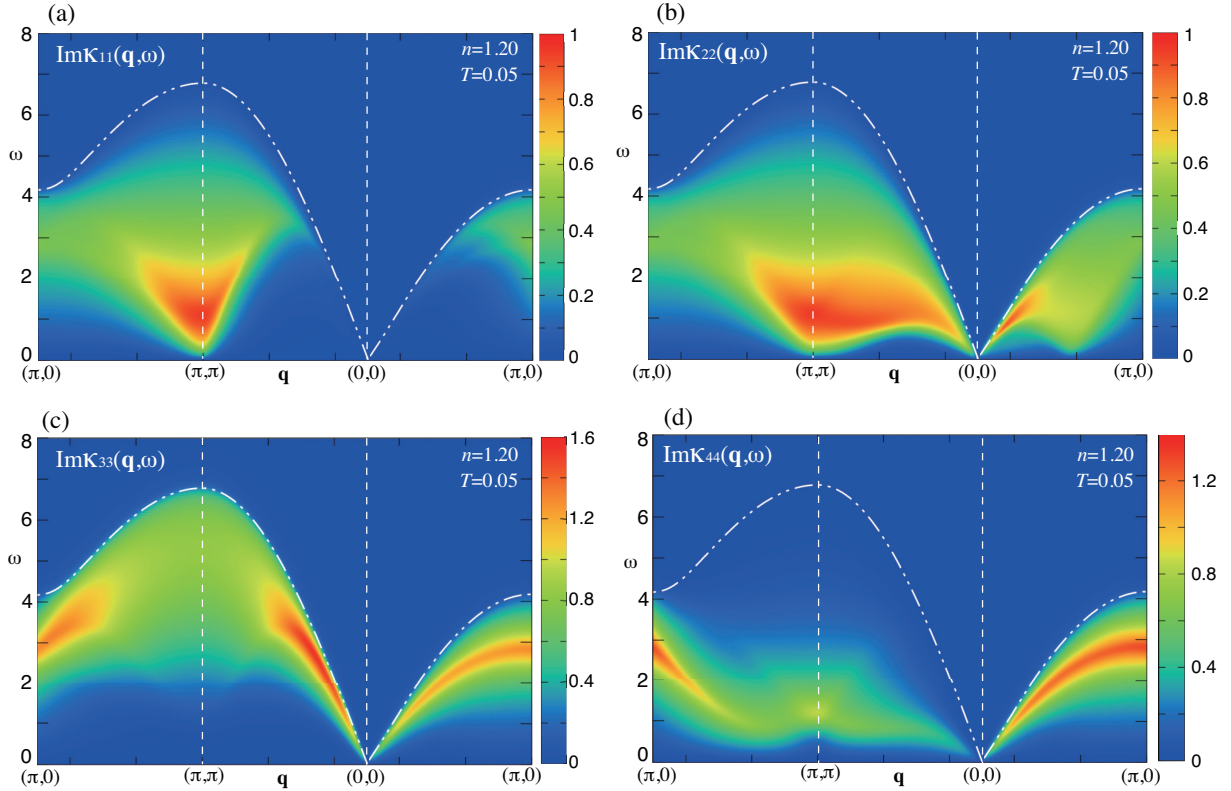 (a)
8
6
4
2
0
ω
ImΚ₁₁(q,ω)
n=1.20
T=0.05
(π,0)
(π,π)
q
(0,0)
(π,0)
1
0.8
0.6
0.4
0.2
0
(b)
8
6
4
2
0
ω
ImΚ₂₂(q,ω)
n=1.20
T=0.05
(π,0)
(π,π)
q
(0,0)
(π,0)
1
0.8
0.6
0.4
0.2
0
(c)
8
6
4
2
0
ω
ImΚ₃₃(q,ω)
n=1.20
T=0.05
(π,0)
(π,π)
q
(0,0)
(π,0)
1.6
1.2
0.8
0.4
0
(d)
8
6
4
2
0
ω
ImΚ₄₄(q,ω)
n=1.20
T=0.05
(π,0)
(π,π)
q
(0,0)
(π,0)
1.2
0.8
0.4
0